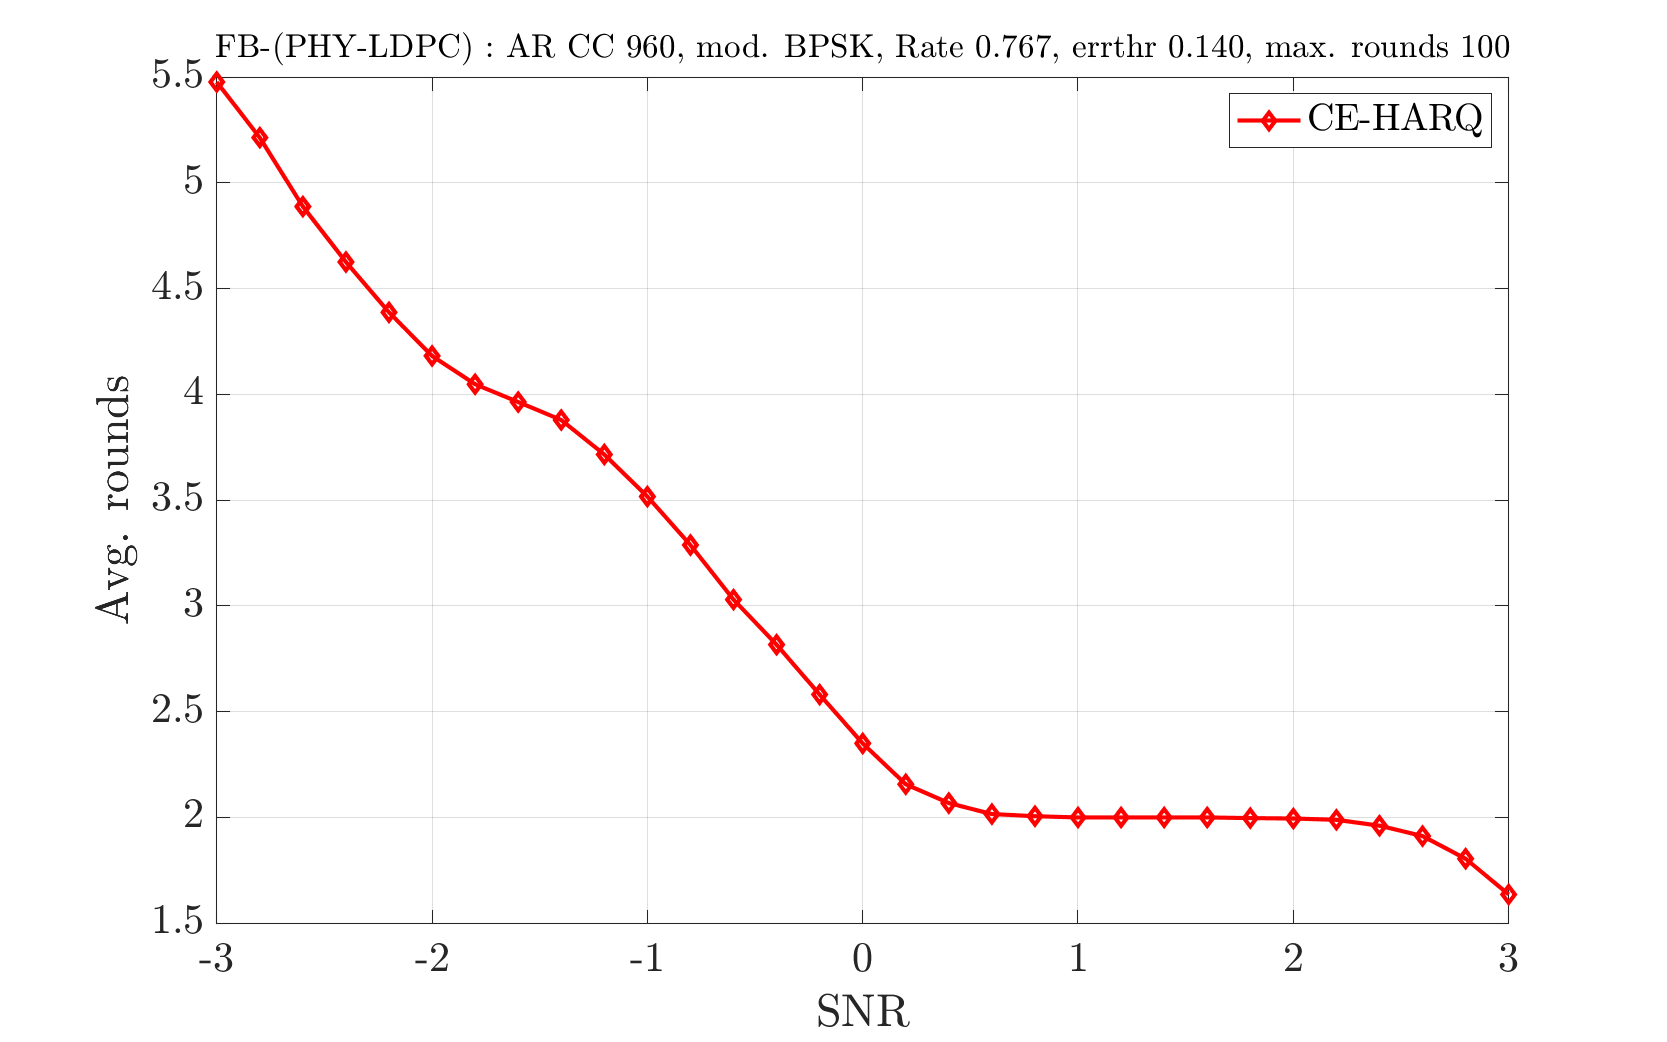 FB-(PHY-LDPC) : AR CC 960, mod. BPSK, Rate 0.767, errthr 0.140, max. rounds 100
CE-HARQ
5.5
5
4.5
4
3.5
3
2.5
2
1.5
Avg. rounds
-3 -2 -1 0 1 2 3
SNR